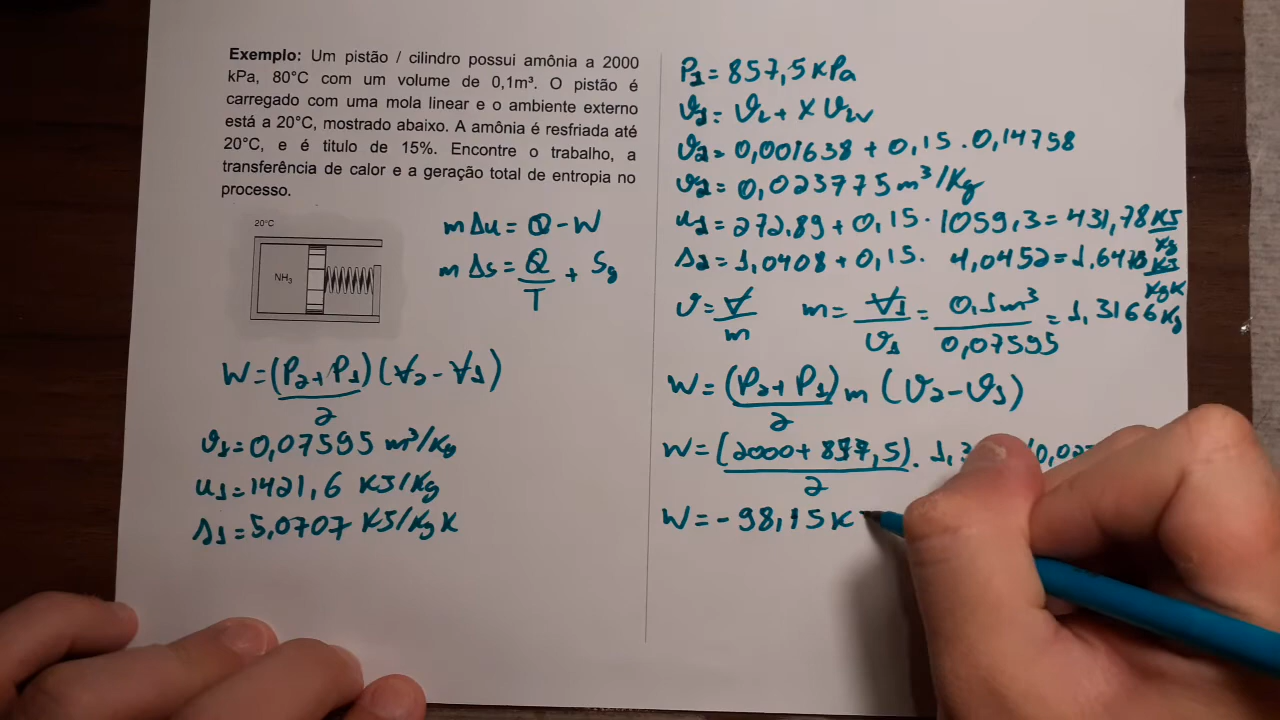 Exemplo: Um pistão / cilindro possui amônia a 2000
kPa, 80°C com um volume de 0,1m³. O pistão é
carregado com uma mola linear e o ambiente externo
está a 20°C, mostrado abaixo. A amônia é resfriada até
20°C, e é titulo de 15%. Encontre o trabalho, a
transferência de calor e a geração total de entropia no
processo.
20°C
NH₃
mΔu = Q - W
mΔs = Q/T + Sg
W = (P₂ + P₁)/2 (V₂ - V₁)
v₁ = 0,07595 m³/Kg
u₁ = 1421,6 KJ/Kg
s₁ = 5,0707 KJ/Kg K
P₁ = 857,5 KPa
v₂ = vL + X vLv
v₂ = 0,001638 + 0,15 . 0,14758
v₂ = 0,023775 m³/Kg
u₂ = 272,89 + 0,15 . 1059,3 = 431,78 KJ/Kg
s₂ = 1,0408 + 0,15 . 4,0452 = 1,6476 KJ/Kg K
v = V/m m = V₁/v₁ = 0,1m³/0,07595 = 1,3166 Kg
W = (P₂ + P₁)/2 m (v₂ - v₁)
W = (2000 + 857,5)/2 . 1,3
W = - 98,15 K